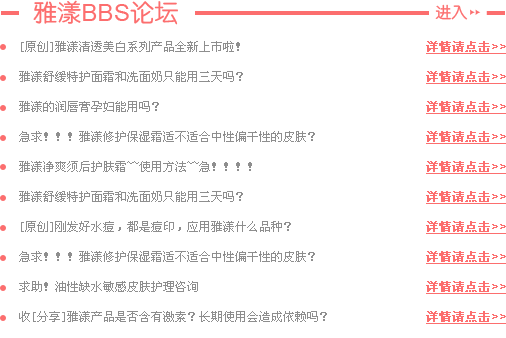 雅漾BBS论坛 进入
[原创]雅漾清透美白系列产品全新上市啦! 详情请点击>>
雅漾舒缓特护面霜和洗面奶只能用三天吗? 详情请点击>>
雅漾的润唇膏孕妇能用吗? 详情请点击>>
急求!!!雅漾修护保湿霜适不适合中性偏干性的皮肤? 详情请点击>>
雅漾净爽须后护肤霜~~使用方法~~急!!!! 详情请点击>>
雅漾舒缓特护面霜和洗面奶只能用三天吗? 详情请点击>>
[原创]刚发好水痘,都是痘印,应用雅漾什么品种? 详情请点击>>
急求!!!雅漾修护保湿霜适不适合中性偏干性的皮肤? 详情请点击>>
求助!油性缺水敏感皮肤护理咨询 详情请点击>>
收[分享]雅漾产品是否含有激素?长期使用会造成依赖吗? 详情请点击>>